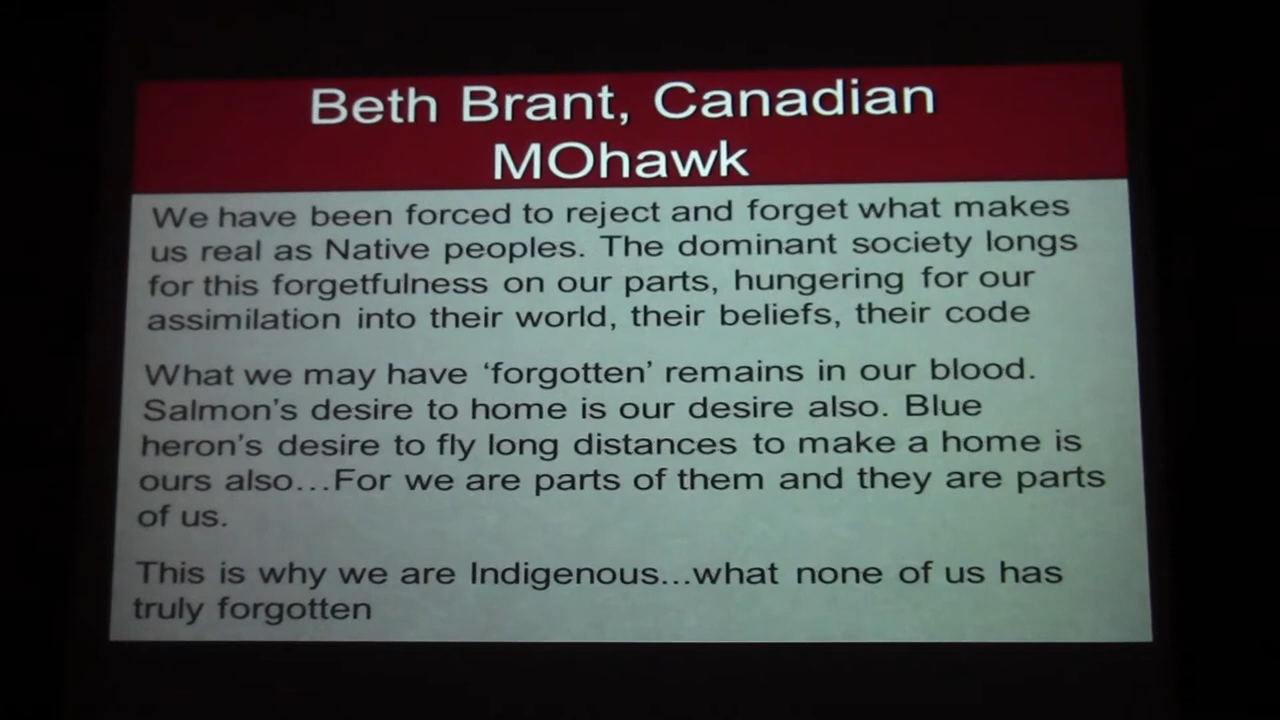 Beth Brant, Canadian
MOhawk
We have been forced to reject and forget what makes
us real as Native peoples. The dominant society longs
for this forgetfulness on our parts, hungering for our
assimilation into their world, their beliefs, their code
What we may have ‘forgotten’ remains in our blood.
Salmon’s desire to home is our desire also. Blue
heron’s desire to fly long distances to make a home is
ours also…For we are parts of them and they are parts
of us.
This is why we are Indigenous...what none of us has
truly forgotten